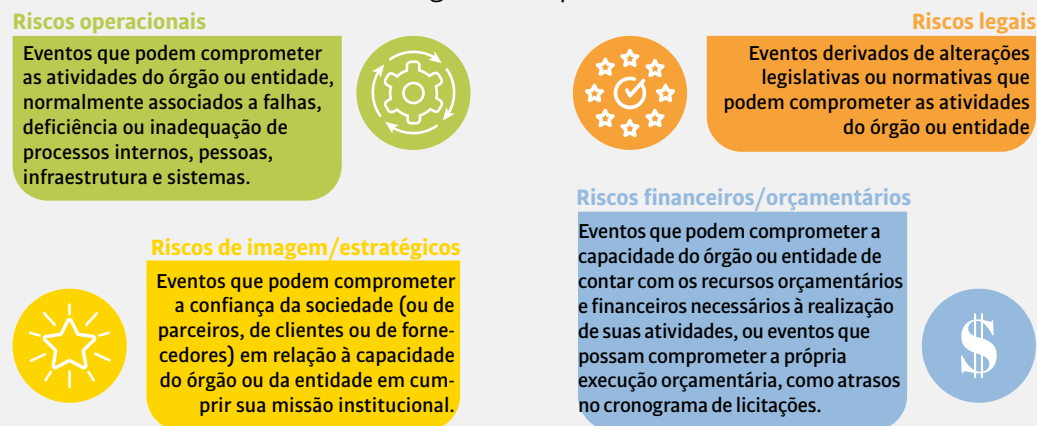 Riscos operacionais
Eventos que podem comprometer
as atividades do órgão ou entidade,
normalmente associados a falhas,
deficiência ou inadequação de
processos internos, pessoas,
infraestrutura e sistemas.
Riscos legais
Eventos derivados de alterações
legislativas ou normativas que
podem comprometer as atividades
do órgão ou entidade
Riscos de imagem/estratégicos
Eventos que podem comprometer
a confiança da sociedade (ou de
parceiros, de clientes ou de forne-
cedores) em relação à capacidade
do órgão ou da entidade em cum-
prir sua missão institucional.
Riscos financeiros/orçamentários
Eventos que podem comprometer a
capacidade do órgão ou entidade de
contar com os recursos orçamentários
e financeiros necessários à realização
de suas atividades, ou eventos que
possam comprometer a própria
execução orçamentária, como atrasos
no cronograma de licitações.
$